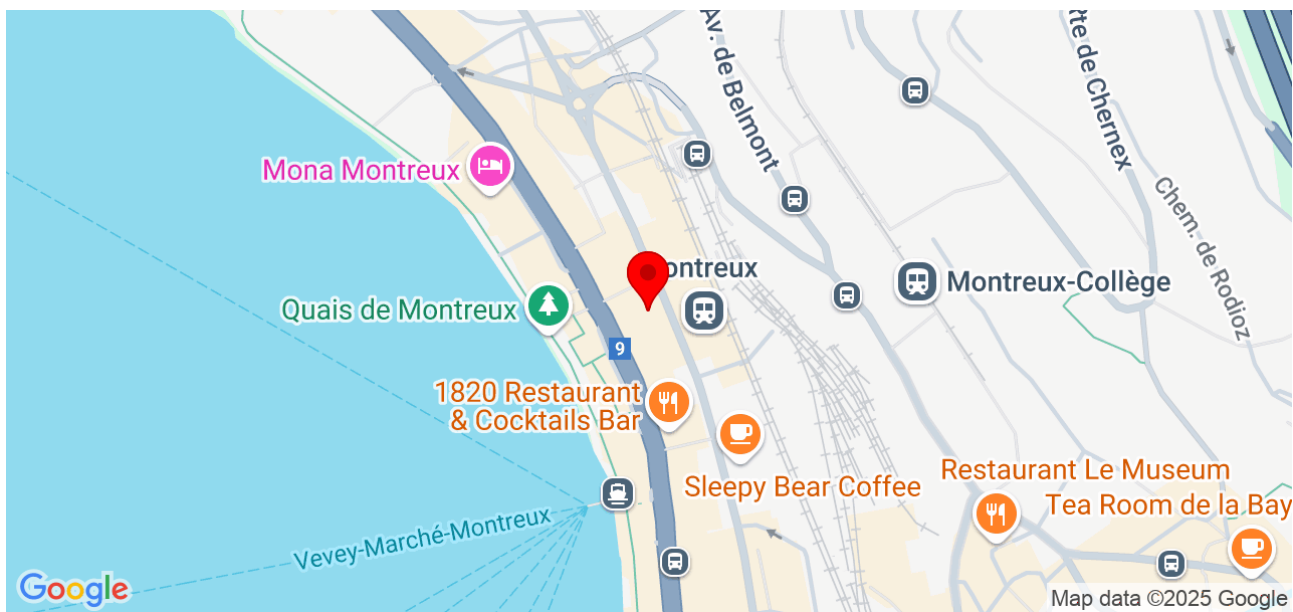 Av. de Belmont
rte de Chernex
Mona Montreux
Chem. de Rodioz
ontreux
Montreux-Collège
Quais de Montreux
9
1820 Restaurant
& Cocktails Bar
Sleepy Bear Coffee
Restaurant Le Museum
Tea Room de la Bay
Vevey-Marché-Montreux
Google
Map data ©2025 Google